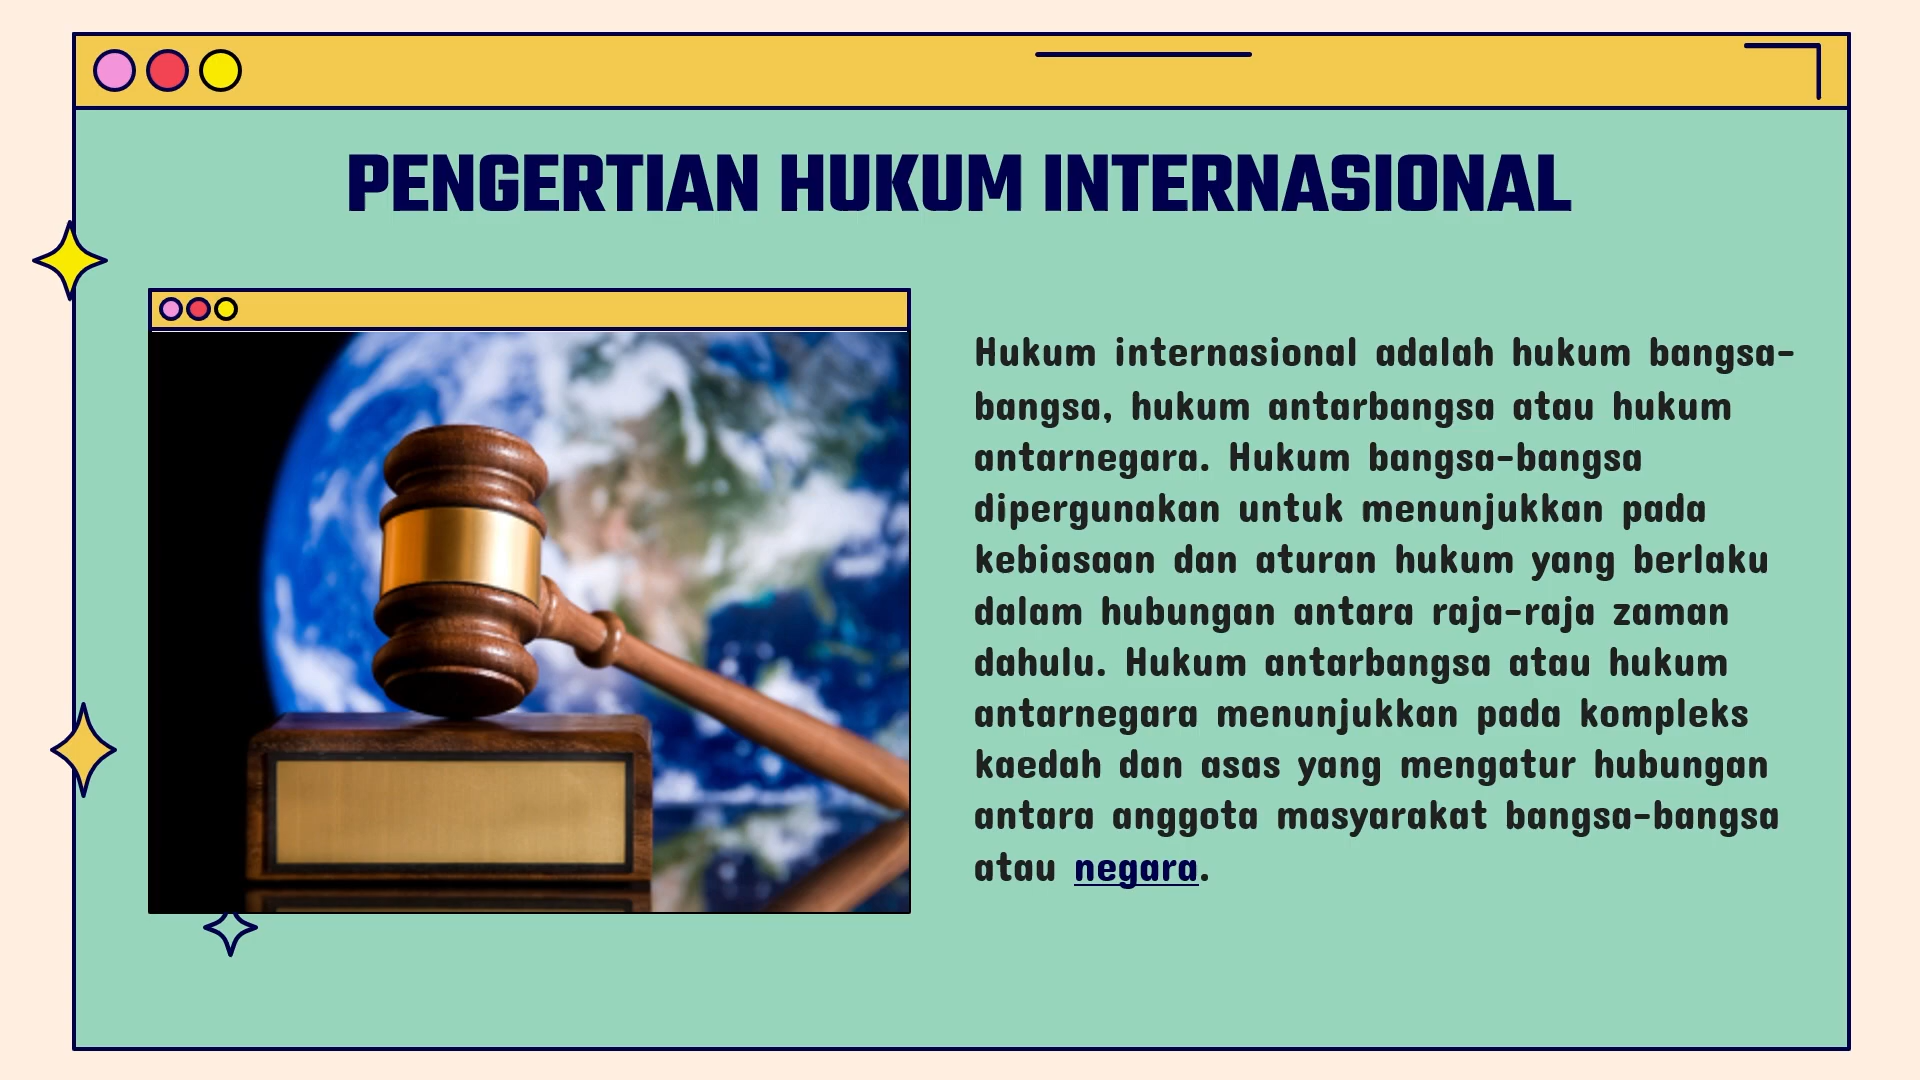 PENGERTIAN HUKUM INTERNASIONAL
Hukum internasional adalah hukum bangsa-
bangsa, hukum antarbangsa atau hukum
antarnegara. Hukum bangsa-bangsa
dipergunakan untuk menunjukkan pada
kebiasaan dan aturan hukum yang berlaku
dalam hubungan antara raja-raja zaman
dahulu. Hukum antarbangsa atau hukum
antarnegara menunjukkan pada kompleks
kaedah dan asas yang mengatur hubungan
antara anggota masyarakat bangsa-bangsa
atau negara.